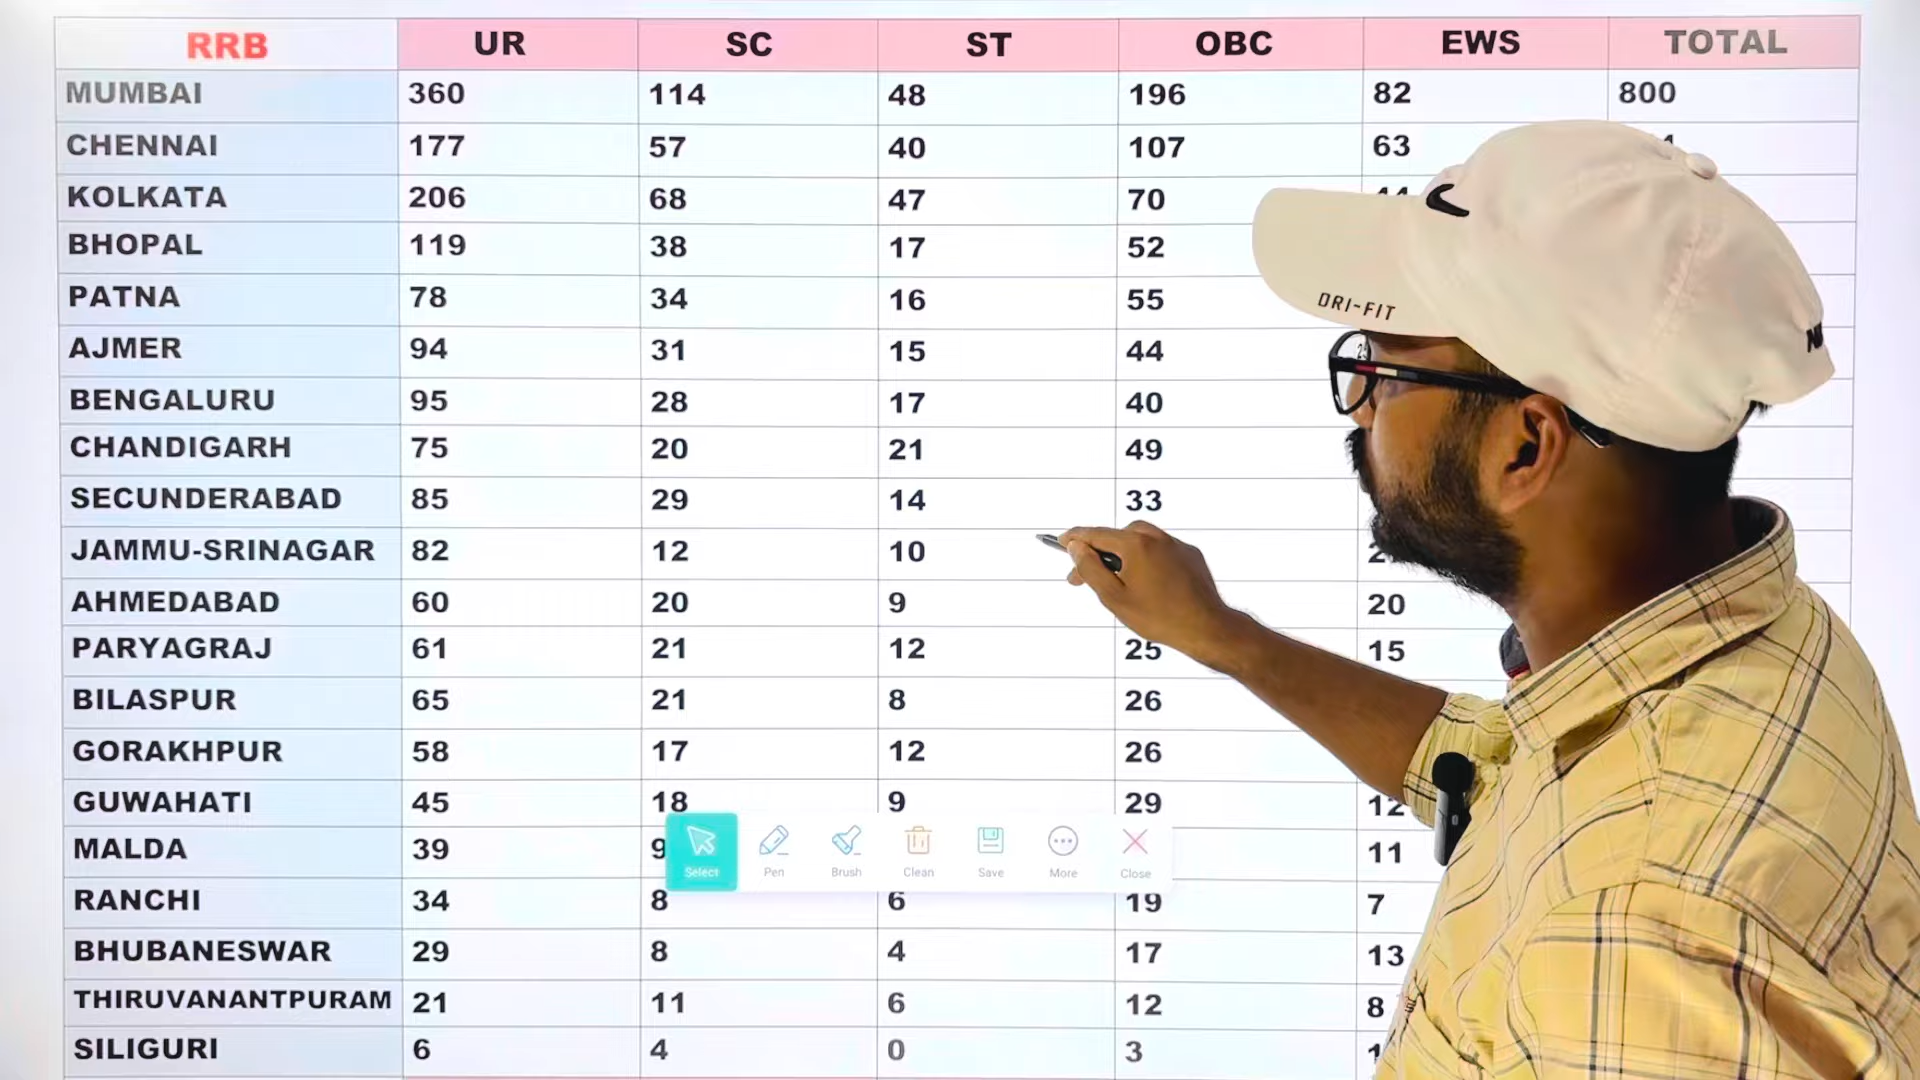 RRB UR SC ST OBC EWS TOTAL
MUMBAI 360 114 48 196 82 800
CHENNAI 177 57 40 107 63
KOLKATA 206 68 47 70
BHOPAL 119 38 17 52
PATNA 78 34 16 55
AJMER 94 31 15 44
BENGALURU 95 28 17 40
CHANDIGARH 75 20 21 49
SECUNDERABAD 85 29 14 33
JAMMU-SRINAGAR 82 12 10
AHMEDABAD 60 20 9 20
PARYAGRAJ 61 21 12 25 15
BILASPUR 65 21 8 26
GORAKHPUR 58 17 12 26
GUWAHATI 45 18 9 29 12
MALDA 39 9 11
RANCHI 34 8 6 19 7
BHUBANESWAR 29 8 4 17 13
THIRUVANANTPURAM 21 11 6 12 8
SILIGURI 6 4 0 3
Select Pen Brush Clean Save More Close
DRI-FIT